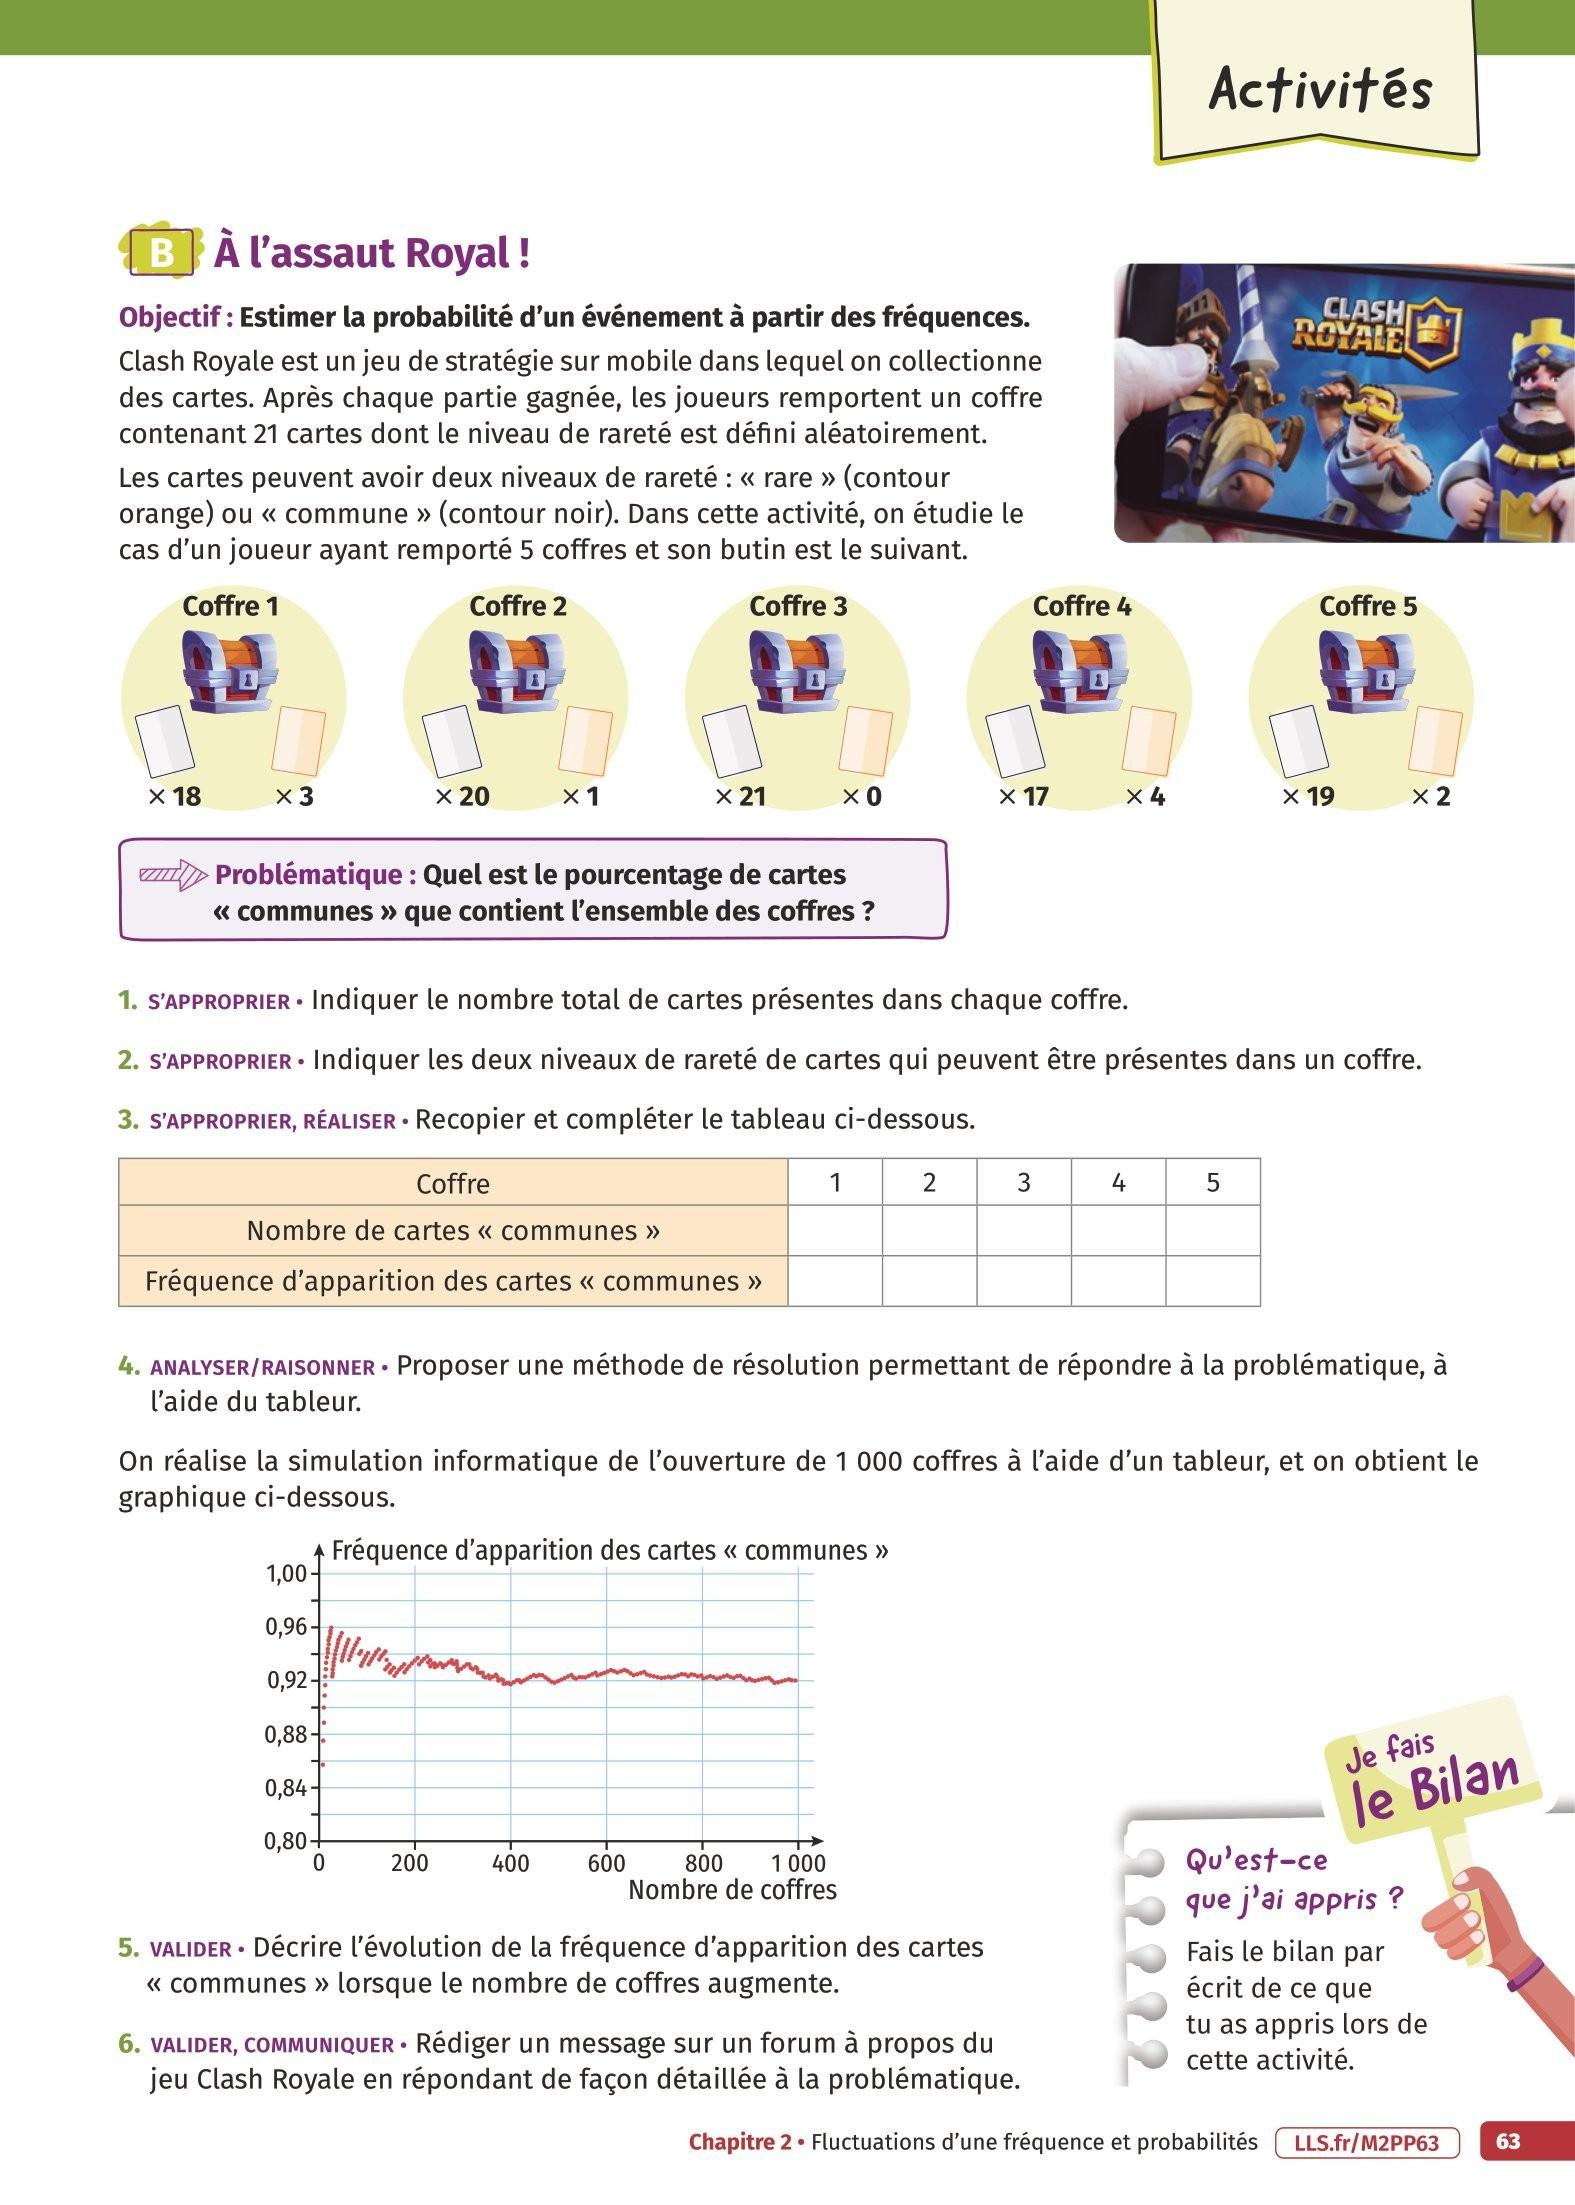 Activités
B À l’assaut Royal !
Objectif : Estimer la probabilité d’un événement à partir des fréquences.
Clash Royale est un jeu de stratégie sur mobile dans lequel on collectionne
des cartes. Après chaque partie gagnée, les joueurs remportent un coffre
contenant 21 cartes dont le niveau de rareté est défini aléatoirement.
Les cartes peuvent avoir deux niveaux de rareté : « rare » (contour
orange) ou « commune » (contour noir). Dans cette activité, on étudie le
cas d’un joueur ayant remporté 5 coffres et son butin est le suivant.
CLASH
ROYALE
Coffre 1 Coffre 2 Coffre 3 Coffre 4 Coffre 5
× 18 × 3 × 20 × 1 × 21 × 0 × 17 × 4 × 19 × 2
Problématique : Quel est le pourcentage de cartes
« communes » que contient l’ensemble des coffres ?
1. S’APPROPRIER • Indiquer le nombre total de cartes présentes dans chaque coffre.
2. S’APPROPRIER • Indiquer les deux niveaux de rareté de cartes qui peuvent être présentes dans un coffre.
3. S’APPROPRIER, RÉALISER • Recopier et compléter le tableau ci-dessous.
Coffre 1 2 3 4 5
Nombre de cartes « communes »
Fréquence d’apparition des cartes « communes »
4. ANALYSER/RAISONNER • Proposer une méthode de résolution permettant de répondre à la problématique, à
l’aide du tableur.
On réalise la simulation informatique de l’ouverture de 1 000 coffres à l’aide d’un tableur, et on obtient le
graphique ci-dessous.
Fréquence d’apparition des cartes « communes »
1,00
0,96
0,92
0,88
0,84
0,80
0 200 400 600 800 1 000
Nombre de coffres
5. VALIDER • Décrire l’évolution de la fréquence d’apparition des cartes
« communes » lorsque le nombre de coffres augmente.
6. VALIDER, COMMUNIQUER • Rédiger un message sur un forum à propos du
jeu Clash Royale en répondant de façon détaillée à la problématique.
Je fais
le Bilan
Qu’est-ce
que j’ai appris ?
Fais le bilan par
écrit de ce que
tu as appris lors de
cette activité.
Chapitre 2 • Fluctuations d’une fréquence et probabilités LLS.fr/M2PP63 63